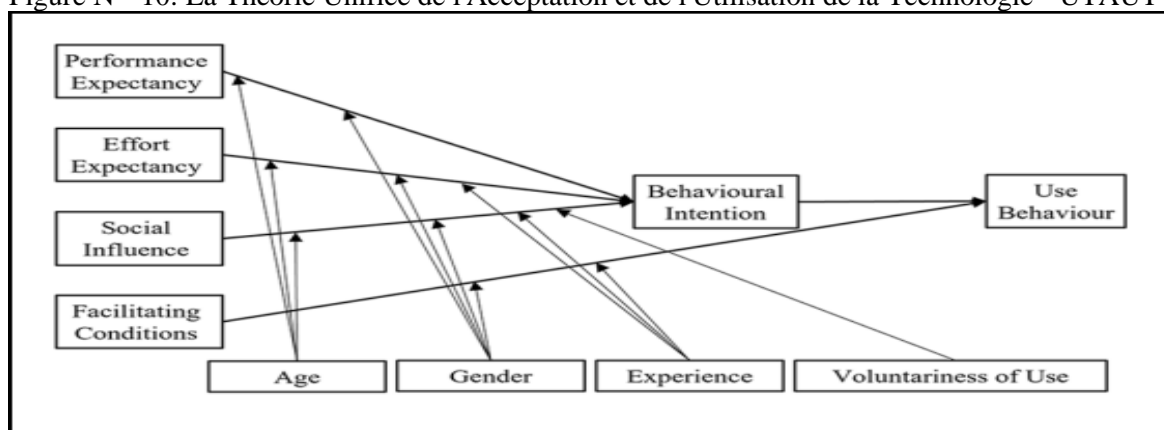 Figure N° 10: La Théorie Unifiée de l'Acceptation et de l'Utilisation de la Technologie - UTAUT
Performance
Expectancy
Effort
Expectancy
Social
Influence
Facilitating
Conditions
Behavioural
Intention
Use
Behaviour
Age
Gender
Experience
Voluntariness of Use